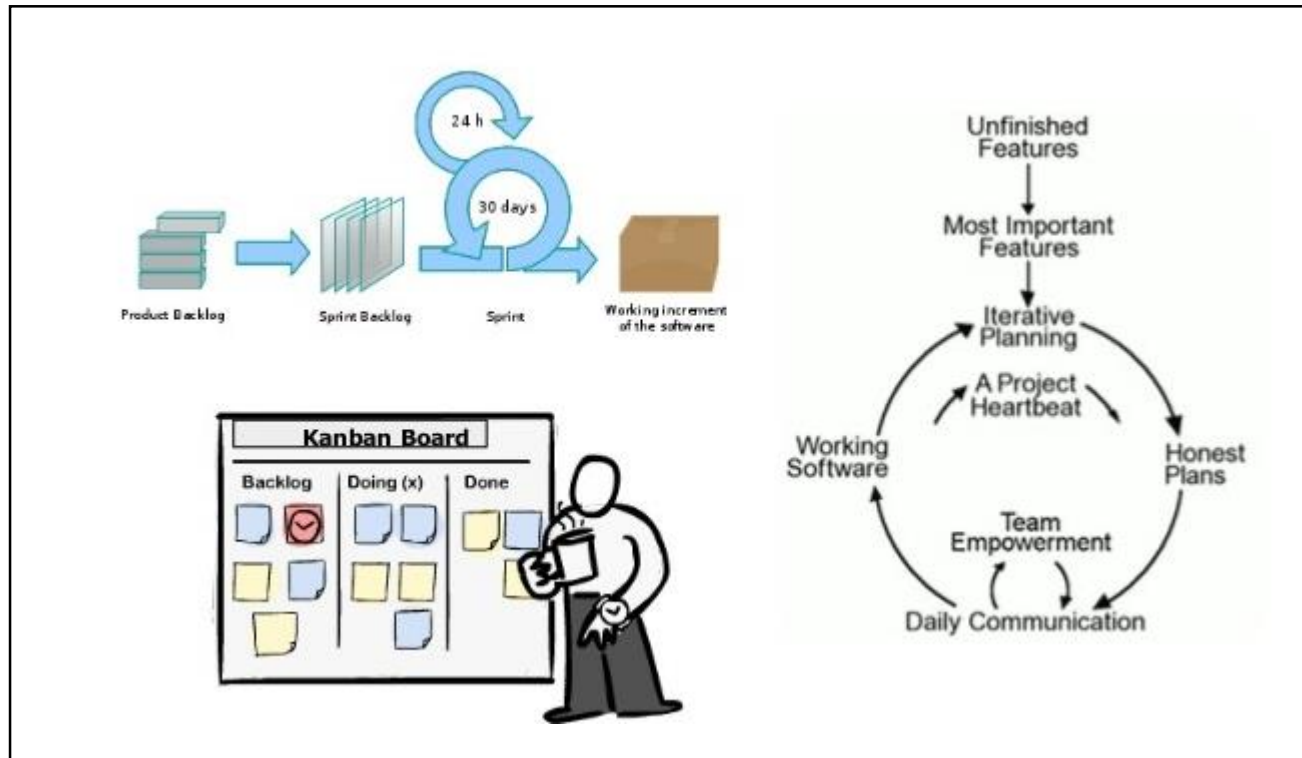 24 h
30 days
Product Backlog
Sprint Backlog
Sprint
Working increment
of the software
Kanban Board
Backlog
Doing (x)
Done
Unfinished
Features
Most Important
Features
Iterative
Planning
A Project
Heartbeat
Working
Software
Honest
Plans
Team
Empowerment
Daily Communication